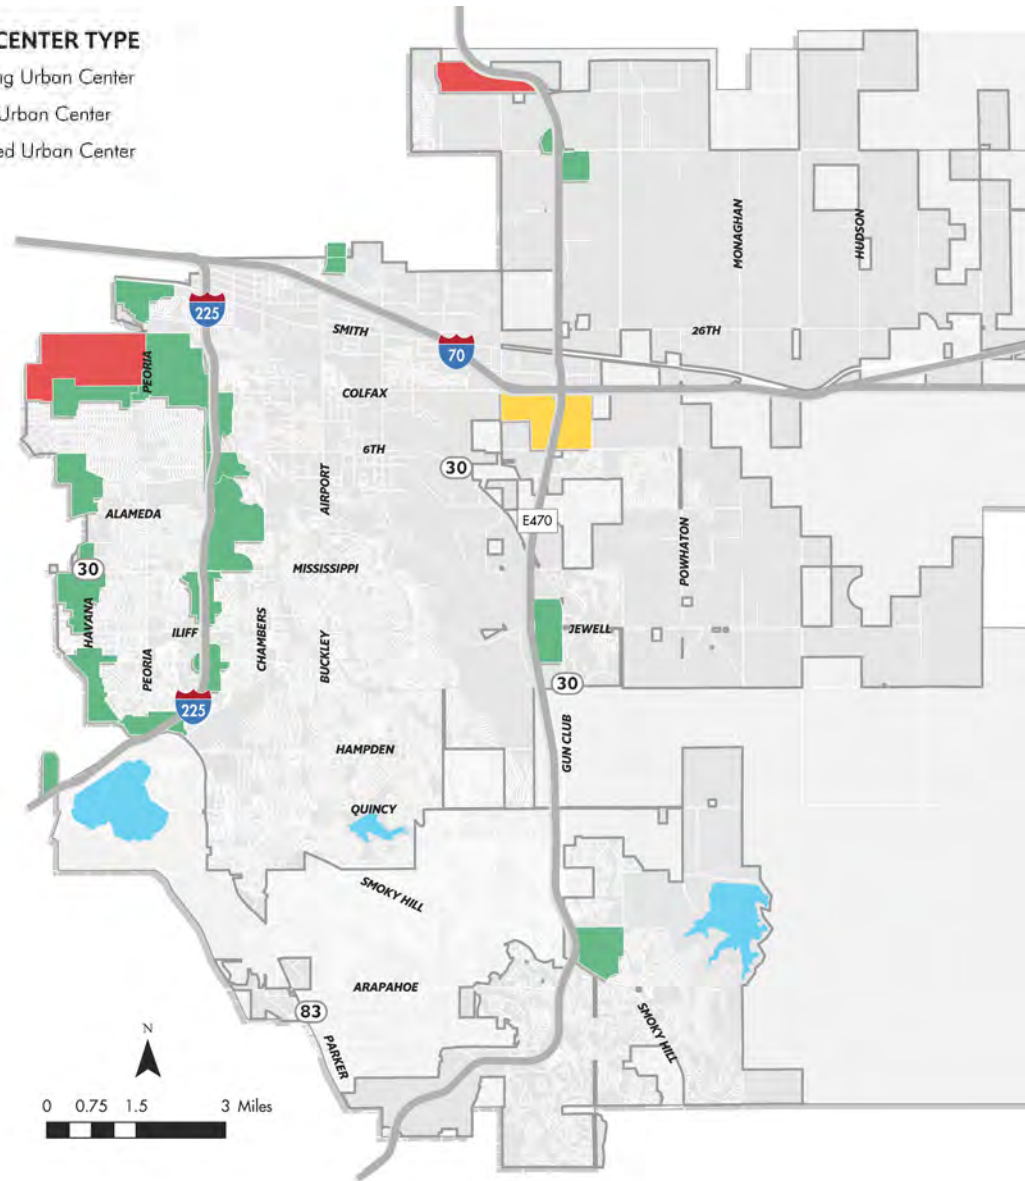 CENTER TYPE
g Urban Center
Urban Center
ed Urban Center
MONAGHAN
HUDSON
225
SMITH
26TH
70
PEORIA
COLFAX
6TH
30
AIRPORT
ALAMEDA
E470
POWHATON
MISSISSIPPI
30
HAVANA
ILIFF
CHAMBERS
BUCKLEY
JEWELL
PEORIA
30
225
GUN CLUB
HAMPDEN
QUINCY
SMOKY HILL
ARAPAHOE
83
SMOKY HILL
PARKER
N
0 0.75 1.5 3 Miles